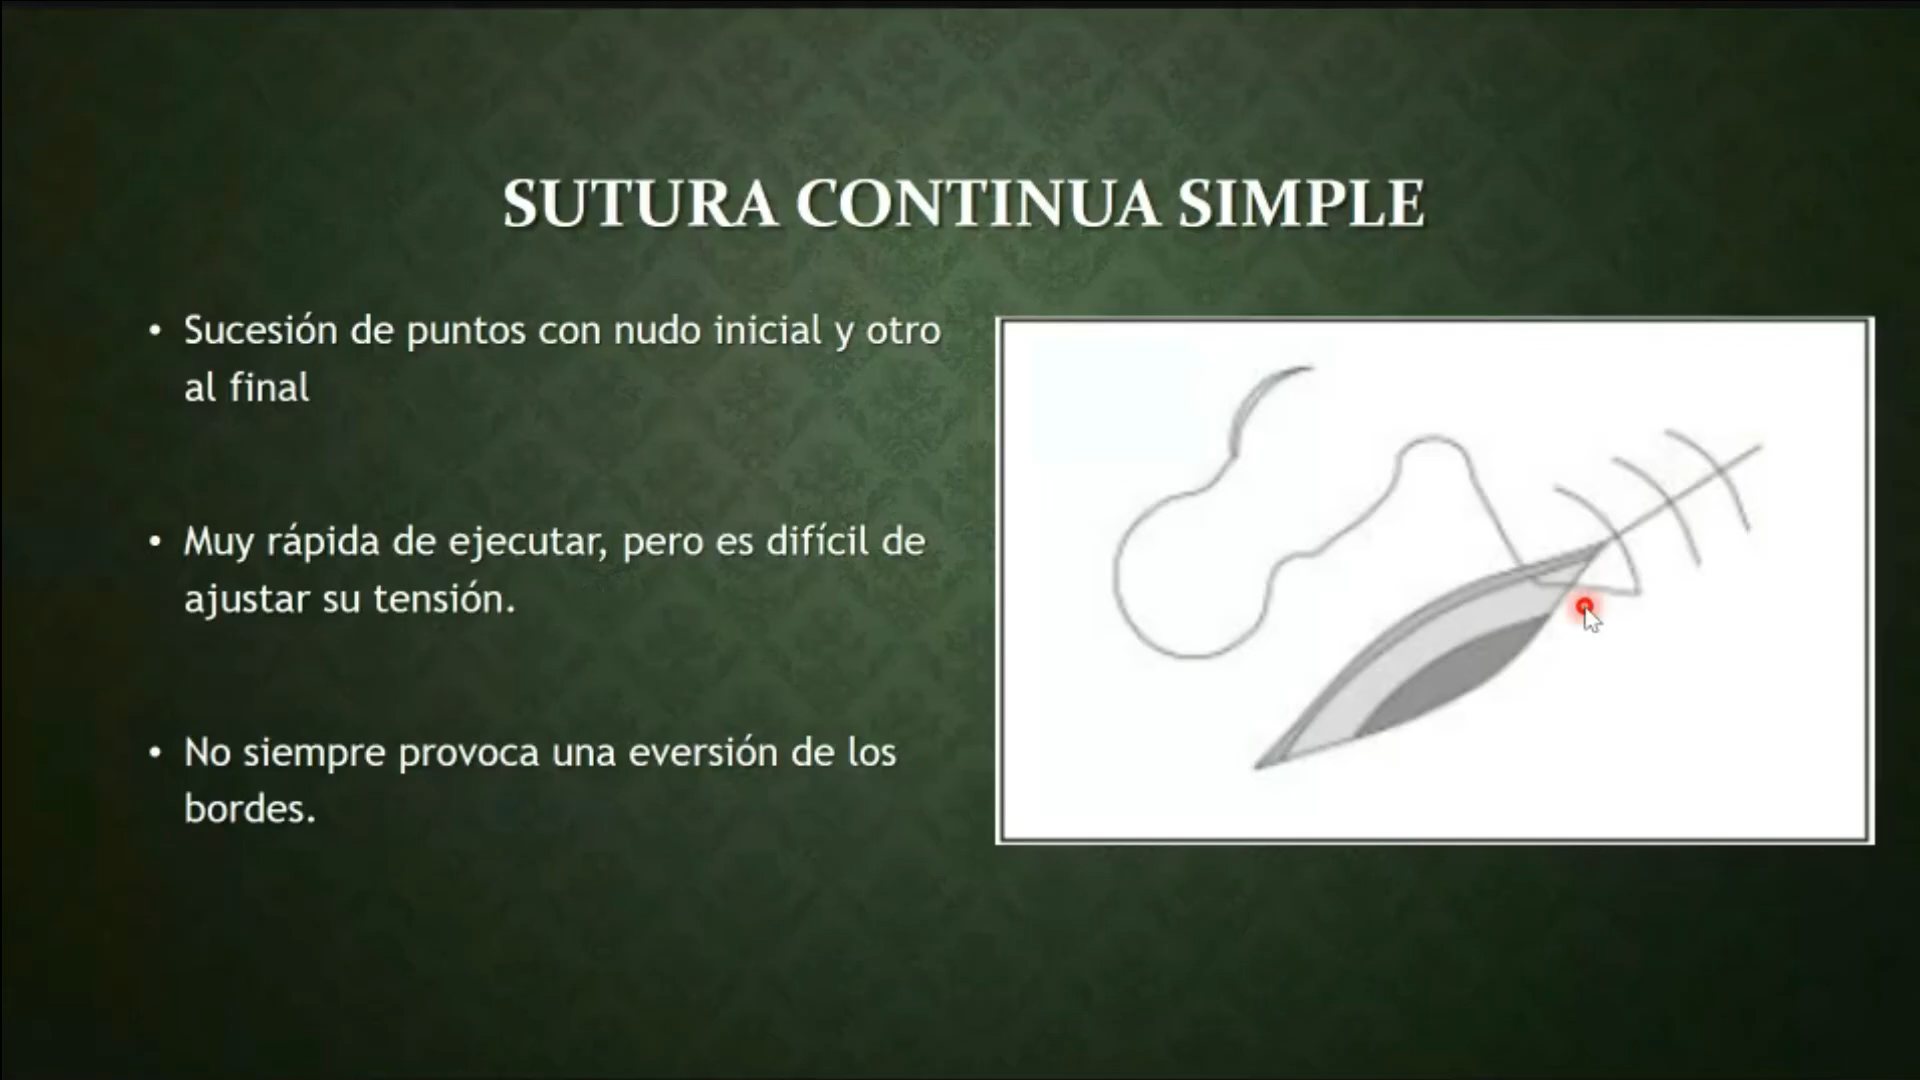 SUTURA CONTINUA SIMPLE
• Sucesión de puntos con nudo inicial y otro
al final
• Muy rápida de ejecutar, pero es difícil de
ajustar su tensión.
• No siempre provoca una eversión de los
bordes.